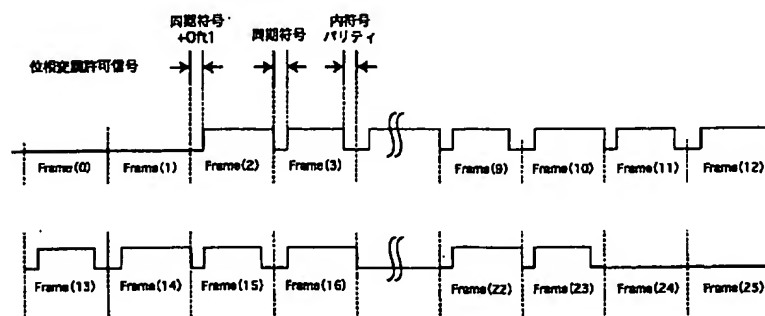 同期符号
+Oft1
同期符号
内符号
パリティ
位相変調許可信号
Frame(0) Frame(1) Frame(2) Frame(3) Frame(9) Frame(10) Frame(11) Frame(12)
Frame(13) Frame(14) Frame(15) Frame(16) Frame(22) Frame(23) Frame(24) Frame(25)